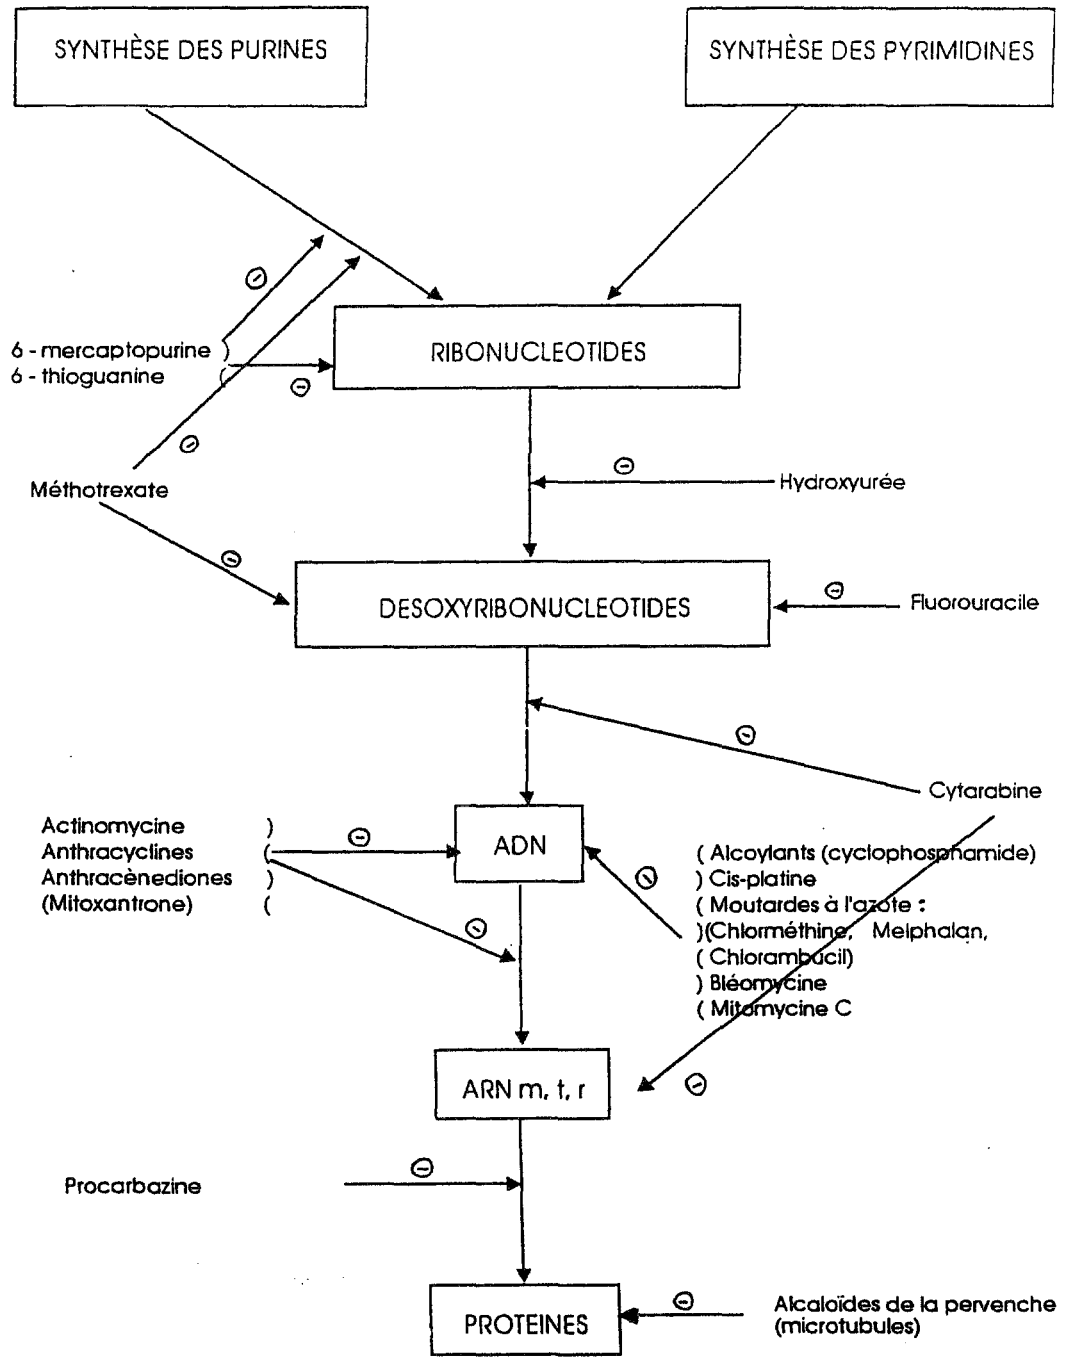 SYNTHÈSE DES PURINES
SYNTHÈSE DES PYRIMIDINES
6 - mercaptopurine )
6 - thioguanine (
⊖
⊖
RIBONUCLEOTIDES
⊖
Méthotrexate
⊖
Hydroxyurée
⊖
DESOXYRIBONUCLEOTIDES
⊖
Fluorouracile
⊖
Cytarabine
Actinomycine )
Anthracyclines (
Anthracènediones )
(Mitoxantrone) (
⊖
⊖
ADN
⊖
( Alcoylants (cyclophosphamide)
) Cis-platine
( Moutardes à l'azote :
)(Chlorméthine, Melphalan,
( Chlorambucil)
) Bléomycine
( Mitomycine C
ARN m, t, r
⊖
Procarbazine
⊖
PROTEINES
⊖
Alcaloïdes de la pervenche
(microtubules)